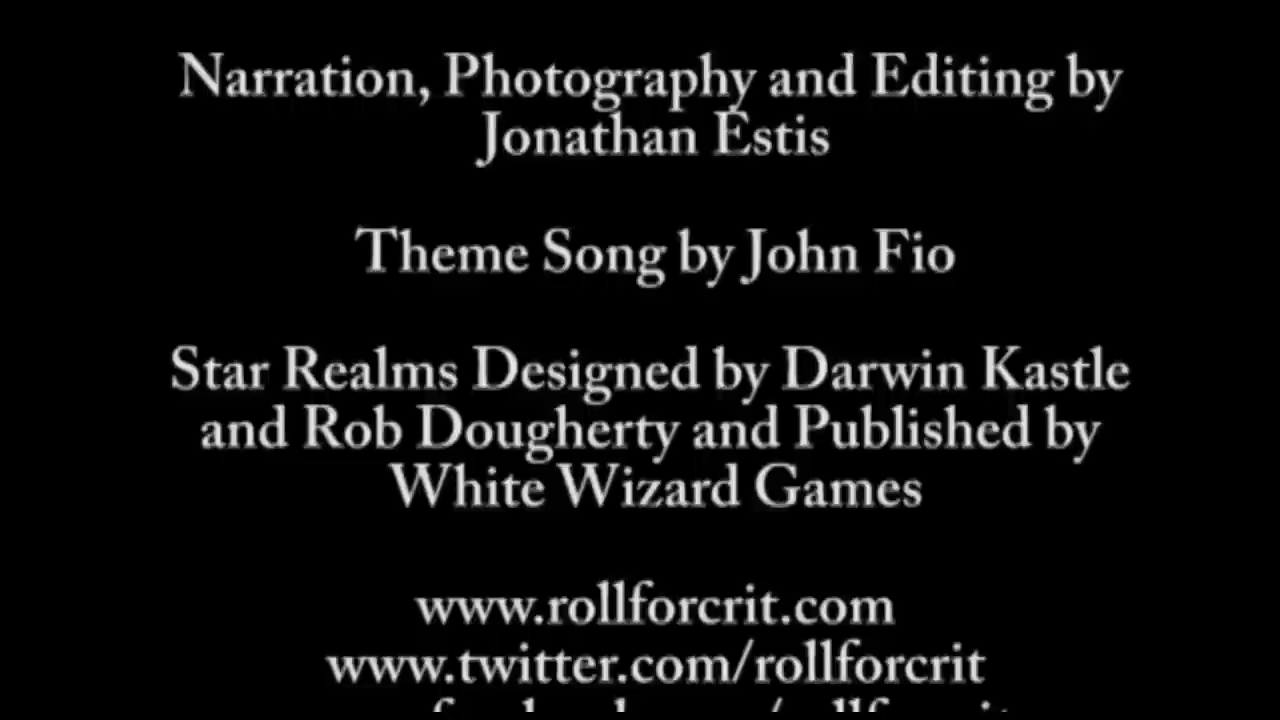 Narration, Photography and Editing by
Jonathan Estis
Theme Song by John Fio
Star Realms Designed by Darwin Kastle
and Rob Dougherty and Published by
White Wizard Games
www.rollforcrit.com
www.twitter.com/rollforcrit